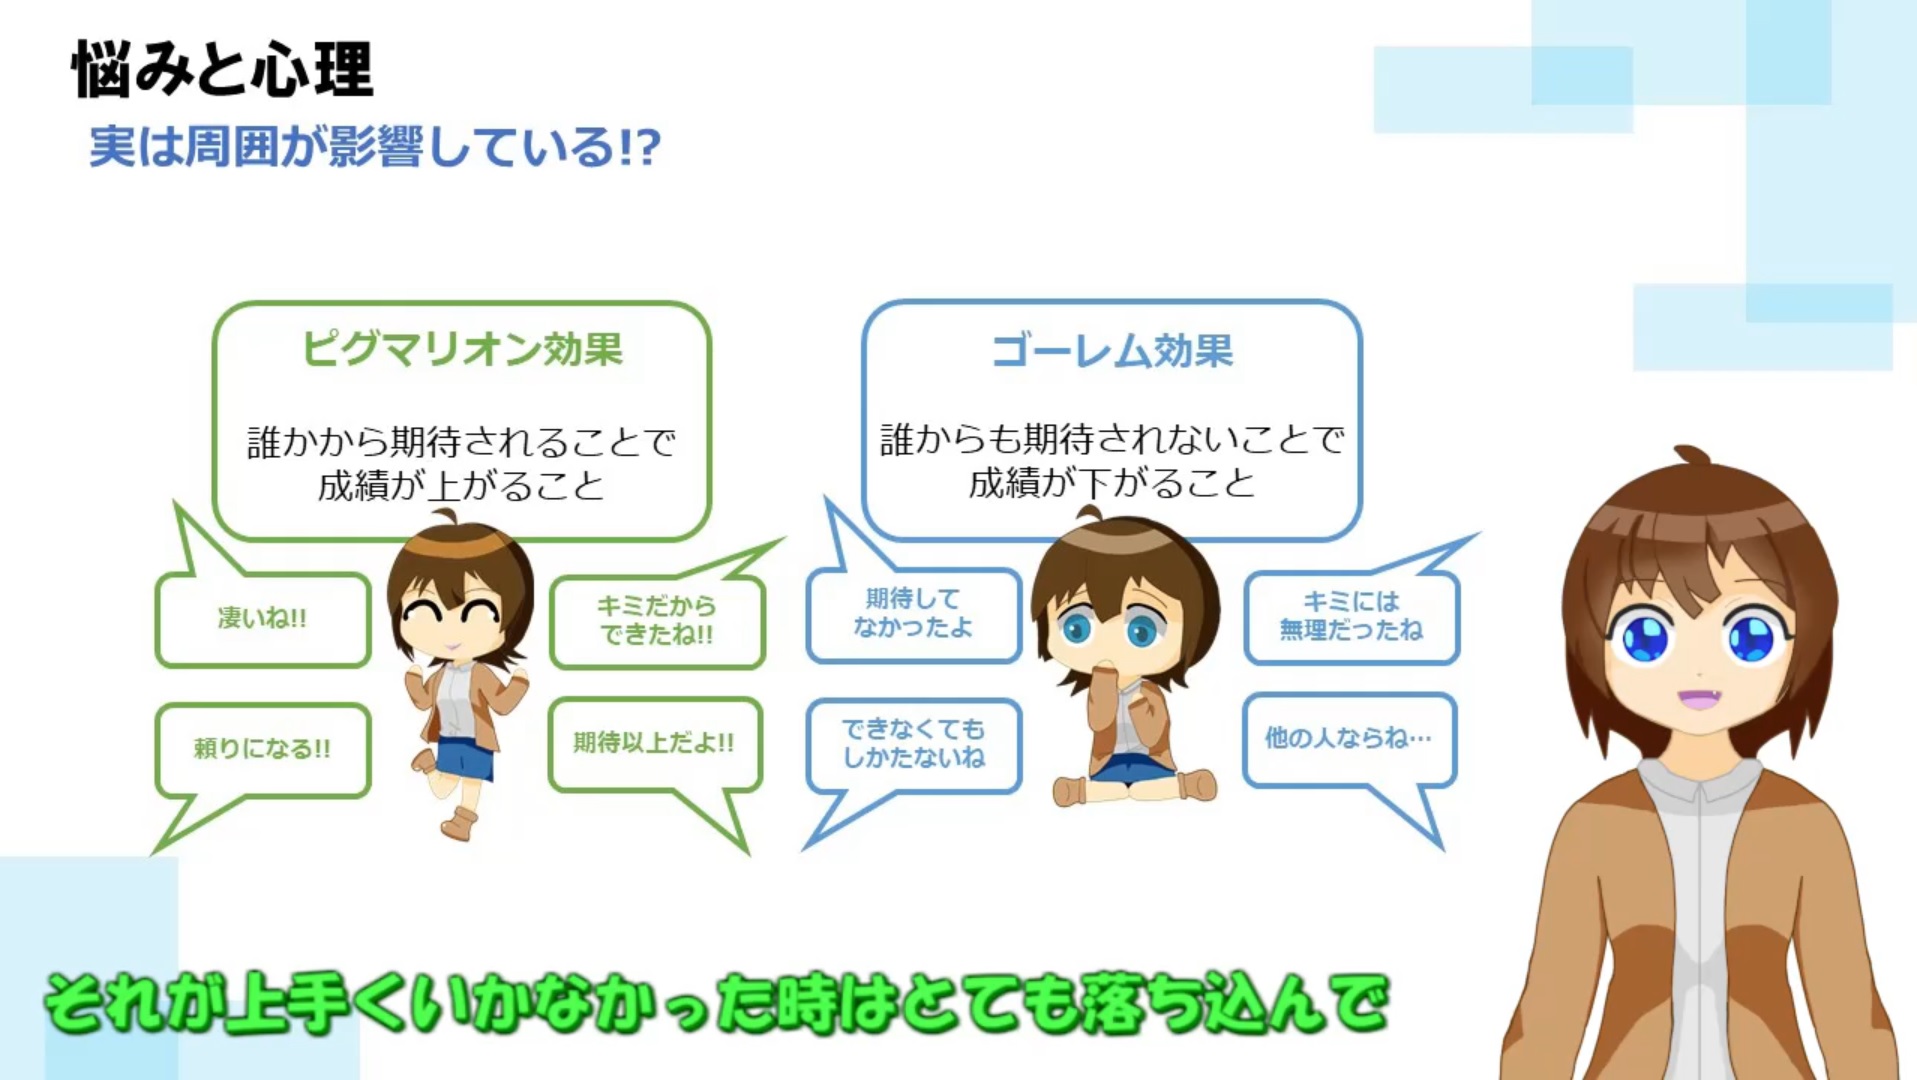 悩みと心理
実は周囲が影響している!?
ピグマリオン効果
誰かから期待されることで
成績が上がること
凄いね!!
キミだから
できたね!!
頼りになる!!
期待以上だよ!!
ゴーレム効果
誰からも期待されないことで
成績が下がること
期待して
なかったよ
キミには
無理だったね
できなくても
しかたないね
他の人ならね…
それが上手くいかなかった時はとても落ち込んで